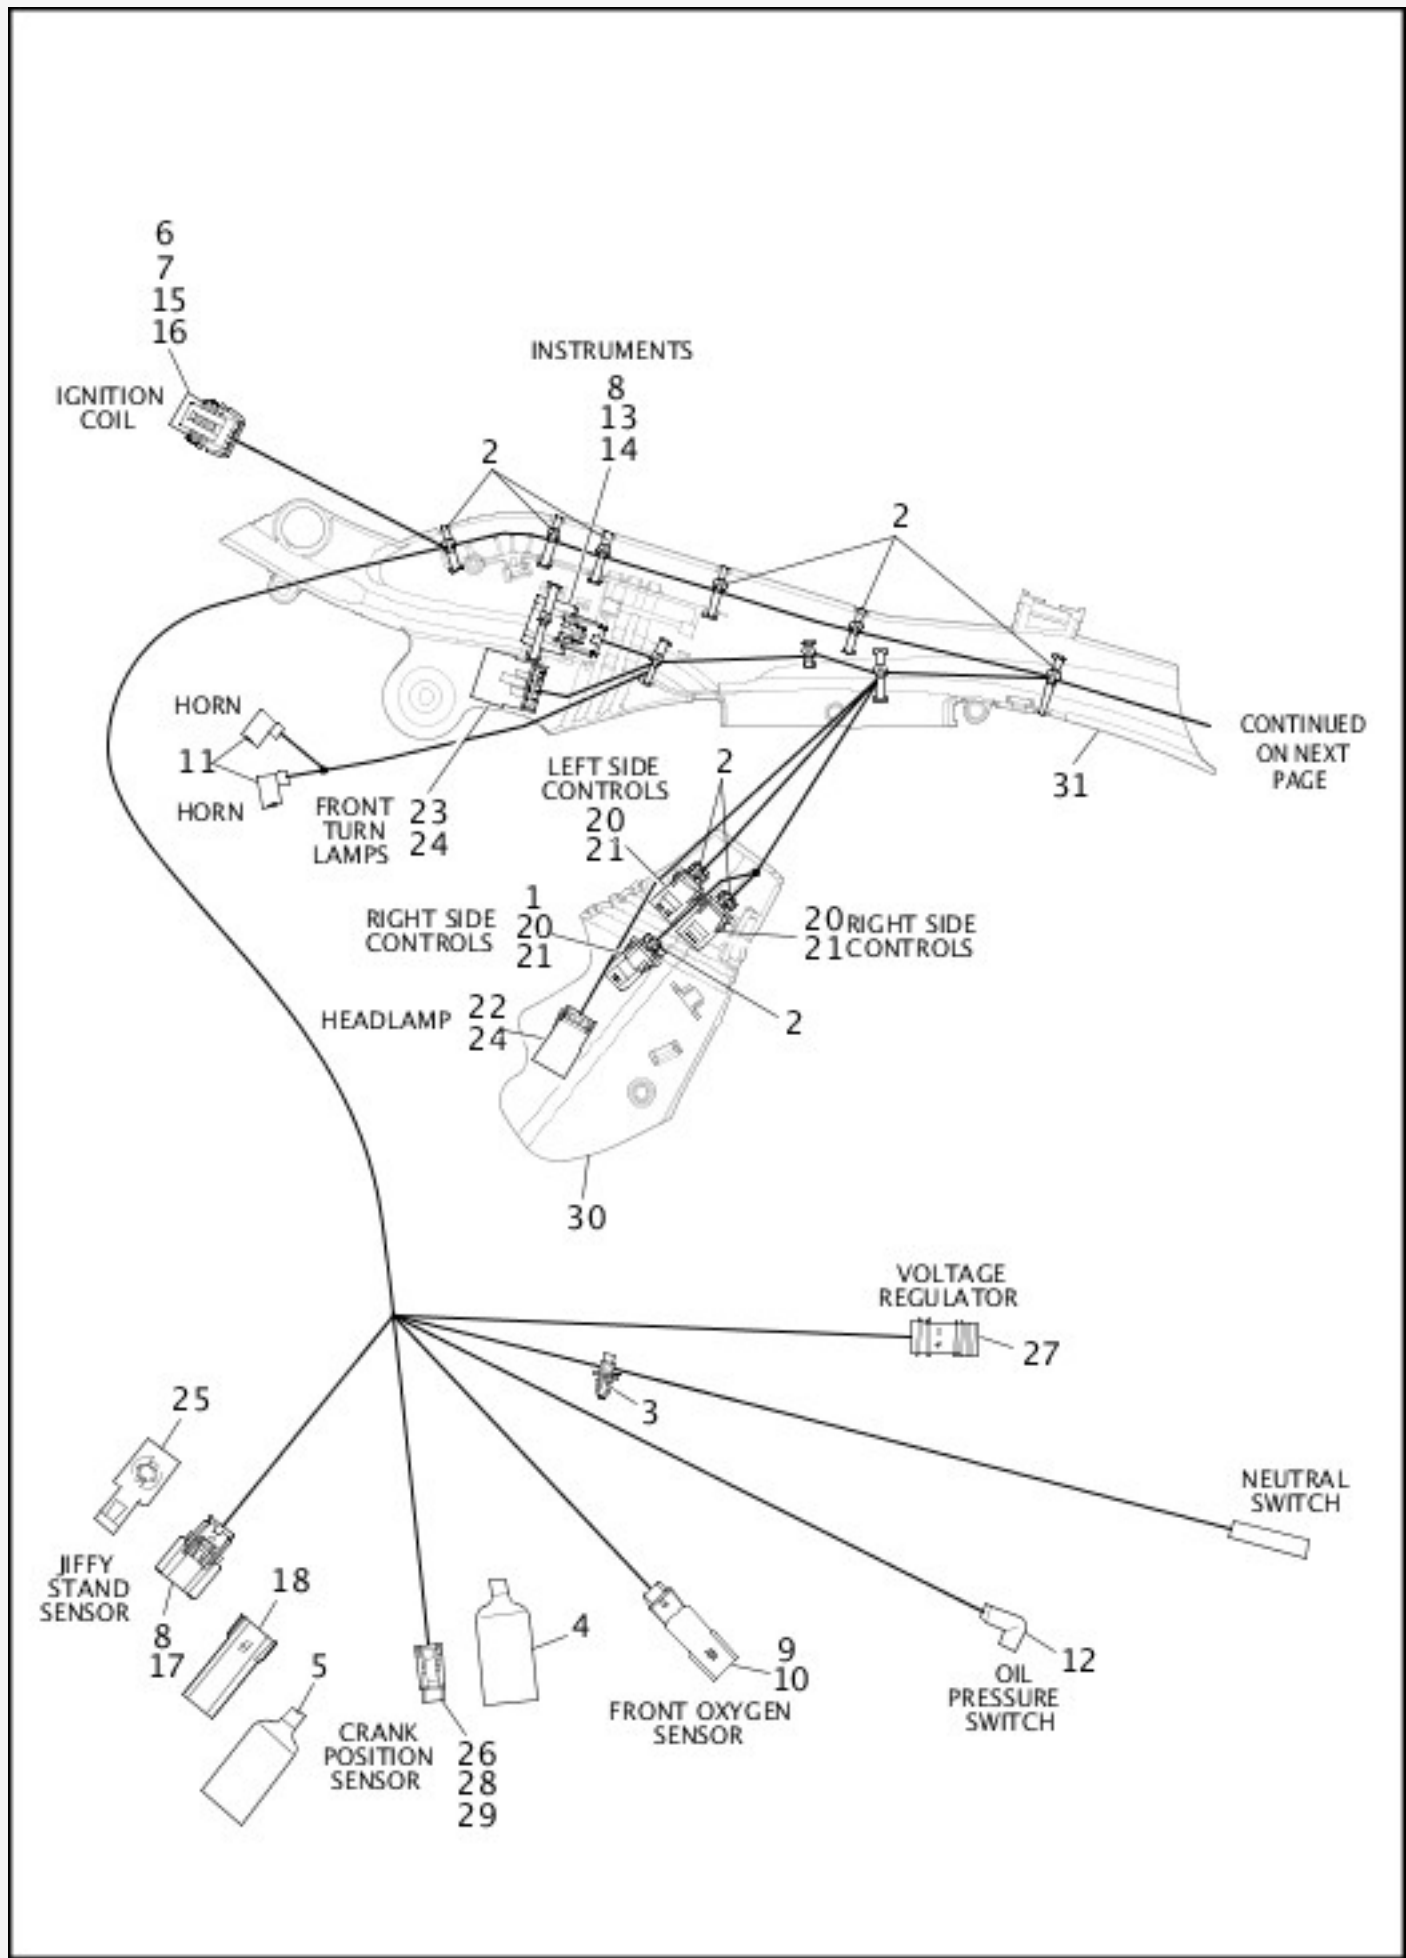 6
7
15
16
IGNITION
COIL
INSTRUMENTS
8
13
14
2
2
HORN
11
HORN
FRONT
TURN
LAMPS
23
24
LEFT SIDE
CONTROLS
20
21
2
31
CONTINUED
ON NEXT
PAGE
RIGHT SIDE
CONTROLS
1
20
21
20
21
RIGHT SIDE
CONTROLS
HEADLAMP
22
24
2
30
VOLTAGE
REGULATOR
27
3
25
NEUTRAL
SWITCH
JIFFY
STAND
SENSOR
8
17
18
5
4
CRANK
POSITION
SENSOR
26
28
29
9
10
FRONT OXYGEN
SENSOR
12
OIL
PRESSURE
SWITCH